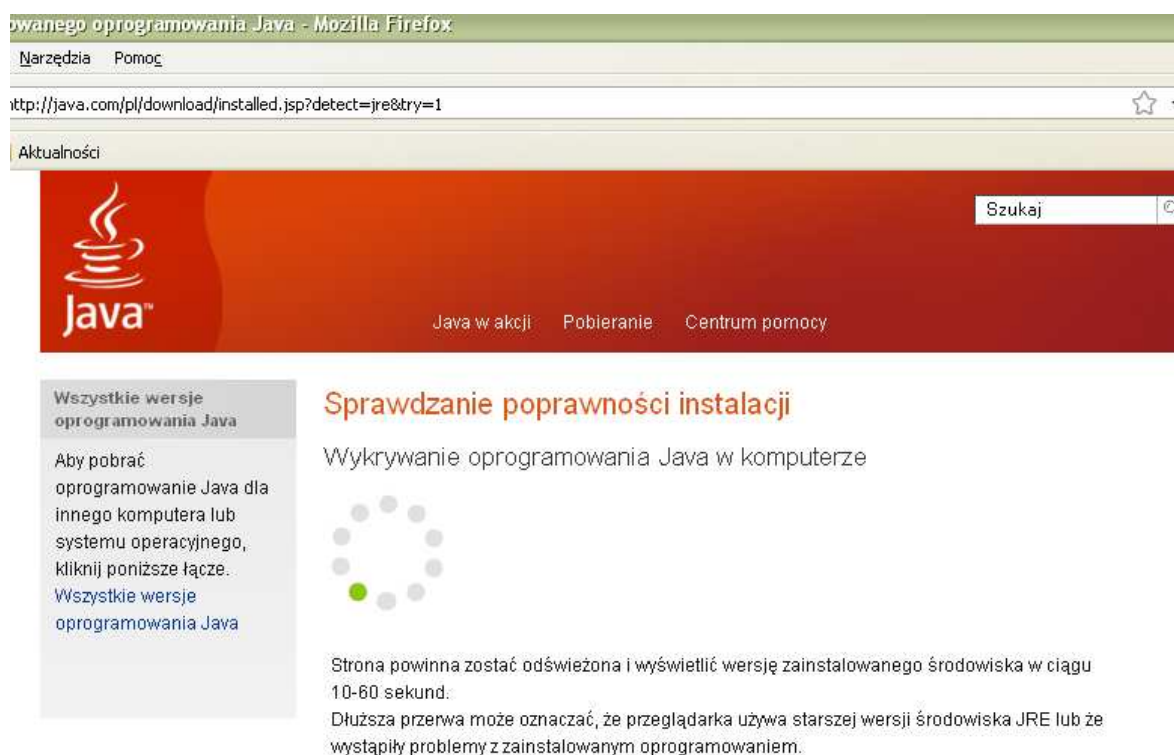 owanego oprogramowania Java - Mozilla Firefox
Narzędzia Pomoc
ttp://java.com/pl/download/installed.jsp?detect=jre&try=1
Aktualności
Szukaj
Java™
Java w akcji Pobieranie Centrum pomocy
Wszystkie wersje
oprogramowania Java
Aby pobrać
oprogramowanie Java dla
innego komputera lub
systemu operacyjnego,
kliknij poniższe łącze.
Wszystkie wersje
oprogramowania Java
Sprawdzanie poprawności instalacji
Wykrywanie oprogramowania Java w komputerze
Strona powinna zostać odświeżona i wyświetlić wersję zainstalowanego środowiska w ciągu
10-60 sekund.
Dłuższa przerwa może oznaczać, że przeglądarka używa starszej wersji środowiska JRE lub że
wystąpiły problemy z zainstalowanym oprogramowaniem.